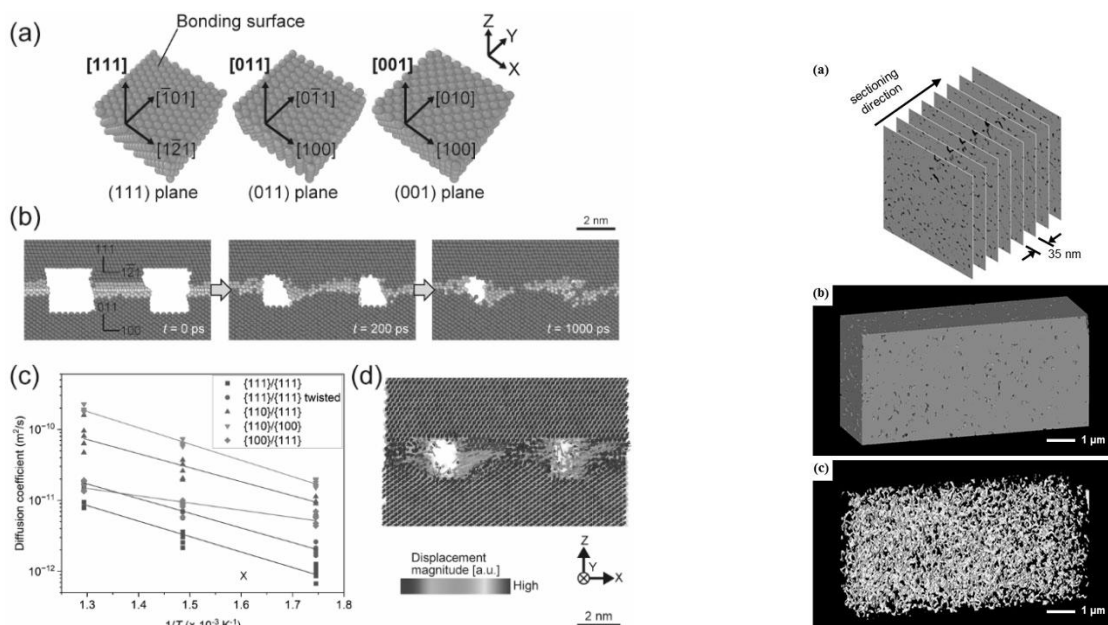 (a)
Bonding surface
Z
Y
X
[111]
[1̅01]
[12̅1]
(111) plane
[011]
[01̅1]
[100]
(011) plane
[001]
[010]
[100]
(001) plane
(b)
2 nm
111
12̅1
011
100
t = 0 ps
t = 200 ps
t = 1000 ps
(c)
Diffusion coefficient (m²/s)
10⁻¹⁰
10⁻¹¹
10⁻¹²
{111}/{111}
{111}/{111} twisted
{110}/{111}
{110}/{100}
{100}/{111}
X
1.3 1.4 1.5 1.6 1.7 1.8
1/T (× 10⁻³ K⁻¹)
(d)
Displacement
magnitude [a.u.]
High
Z
Y
X
2 nm
(a)
sectioning
direction
35 nm
(b)
1 µm
(c)
1 µm